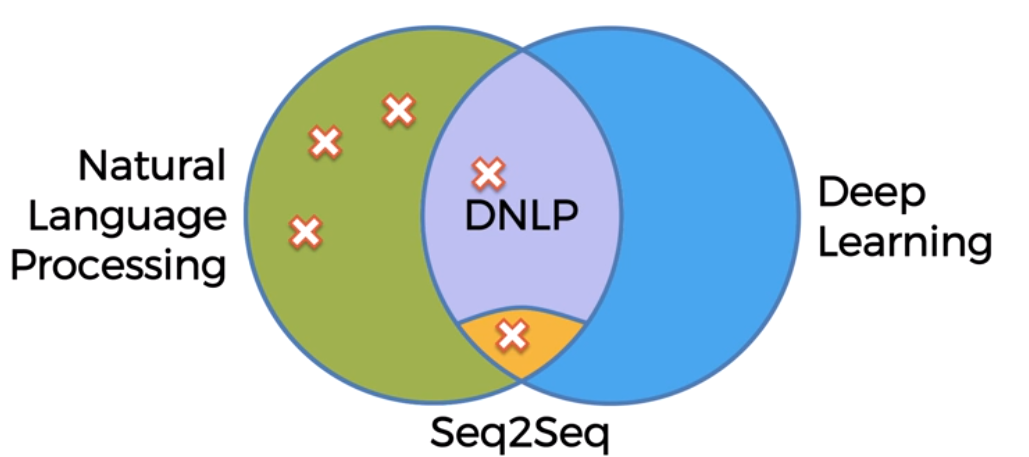 Natural
Language
Processing
DNLP
Deep
Learning
Seq2Seq